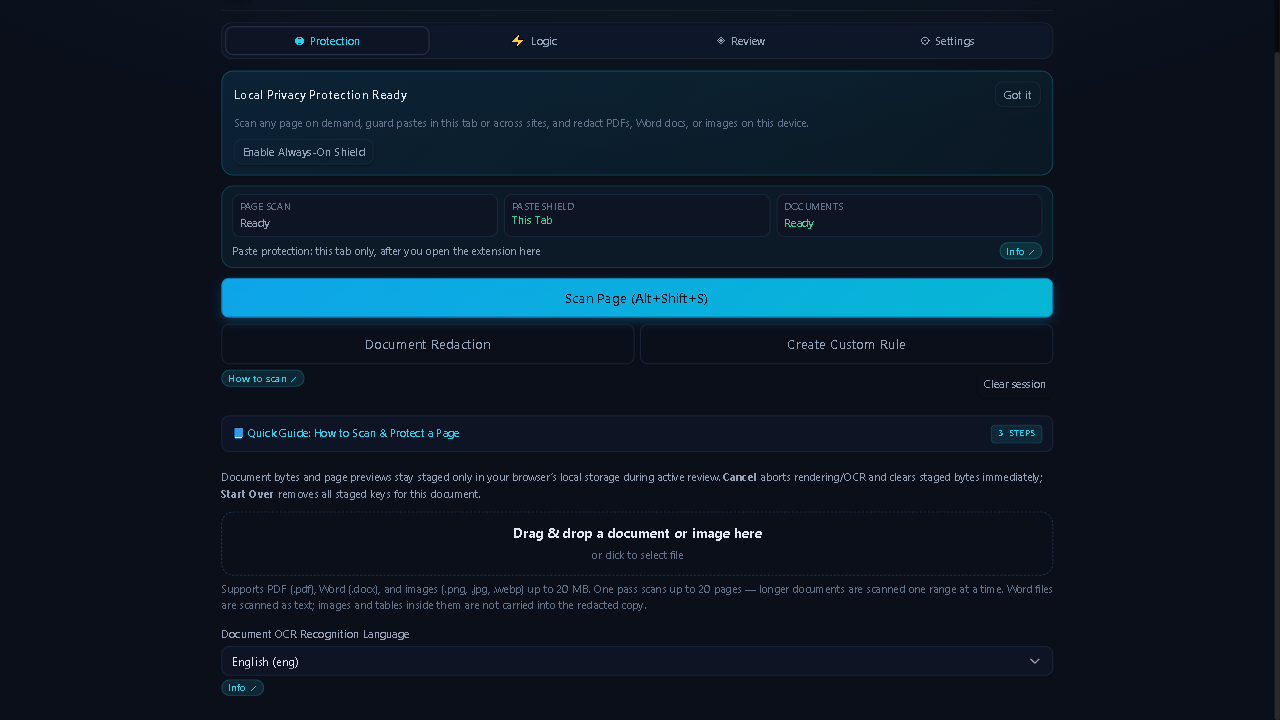 Protection
Logic
Review
Settings
Local Privacy Protection Ready
Got it
Scan any page on demand, guard pastes in this tab or across sites, and redact PDFs, Word docs, or images on this device.
Enable Always-On Shield
PAGE SCAN
Ready
PASTE SHIELD
This Tab
DOCUMENTS
Ready
Paste protection: this tab only, after you open the extension here
Info
Scan Page (Alt+Shift+S)
Document Redaction
Create Custom Rule
How to scan
Clear session
Quick Guide: How to Scan & Protect a Page
3 STEPS
Document bytes and page previews stay staged only in your browser's local storage during active review. Cancel aborts rendering/OCR and clears staged bytes immediately;
Start Over removes all staged keys for this document.
Drag & drop a document or image here
or click to select file
Supports PDF (.pdf), Word (.docx), and images (.png, .jpg, .webp) up to 20 MB. One pass scans up to 20 pages — longer documents are scanned one range at a time. Word files
are scanned as text; images and tables inside them are not carried into the redacted copy.
Document OCR Recognition Language
English (eng)
Info